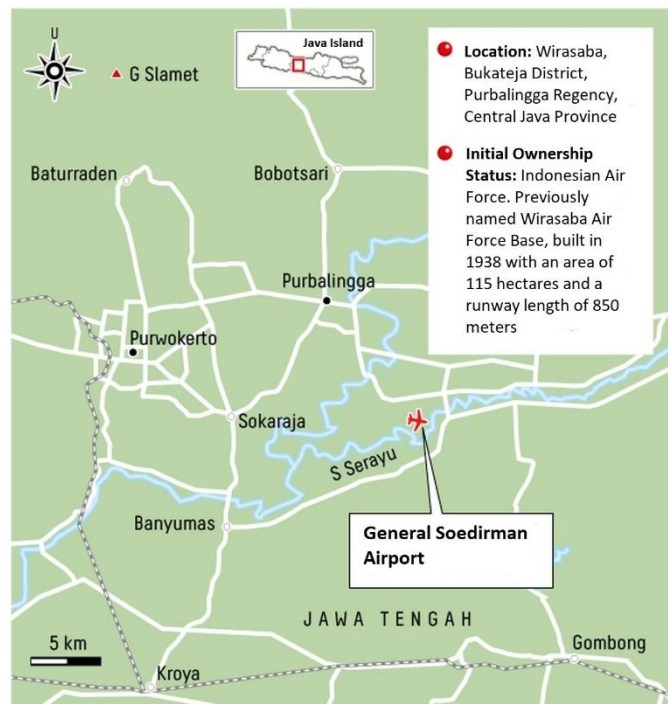 U
G Slamet
Java Island
Location: Wirasaba,
Bukateja District,
Purbalingga Regency,
Central Java Province
Initial Ownership
Status: Indonesian Air
Force. Previously
named Wirasaba Air
Force Base, built in
1938 with an area of
115 hectares and a
runway length of 850
meters
Baturraden
Bobotsari
Purbalingga
Purwokerto
Sokaraja
S Serayu
Banyumas
General Soedirman
Airport
JAWA TENGAH
5 km
Gombong
Kroya